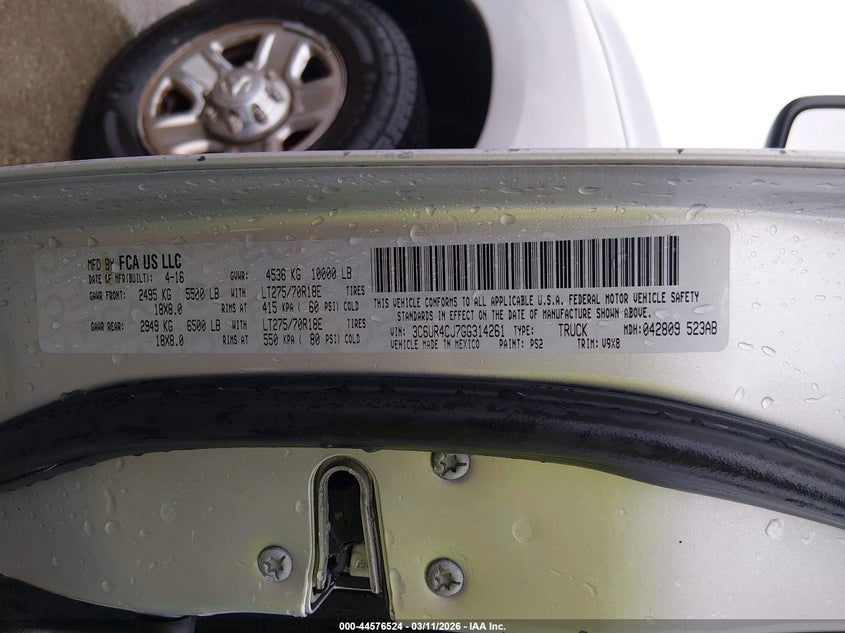 MFD BY FCA US LLC
DATE OF MFR(BUILT): 4-16 GVWR: 4536 KG 10000 LB
GAWR FRONT: 2495 KG 5500 LB WITH LT275/70R18E TIRES
18X8.0 RIMS AT 415 KPA ( 60 PSI) COLD
GAWR REAR: 2949 KG 6500 LB WITH LT275/70R18E TIRES
18X8.0 RIMS AT 550 KPA ( 80 PSI) COLD
THIS VEHICLE CONFORMS TO ALL APPLICABLE U.S.A. FEDERAL MOTOR VEHICLE SAFETY
STANDARDS IN EFFECT ON THE DATE OF MANUFACTURE SHOWN ABOVE.
VIN: 3C6UR4CJ7GG314261 TYPE: TRUCK MDH:042809 523AB
VEHICLE MADE IN MEXICO PAINT: PS2 TRIM: V9X8
000-44576524 - 03/11/2026 - IAA Inc.